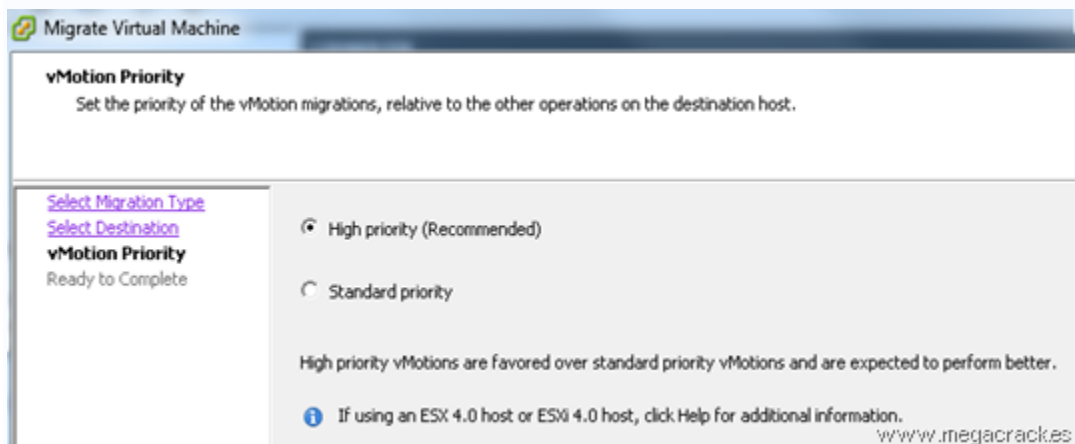 Migrate Virtual Machine
vMotion Priority
Set the priority of the vMotion migrations, relative to the other operations on the destination host.
Select Migration Type
Select Destination
vMotion Priority
Ready to Complete
High priority (Recommended)
Standard priority
High priority vMotions are favored over standard priority vMotions and are expected to perform better.
If using an ESX 4.0 host or ESXi 4.0 host, click Help for additional information.
www.megacrack.es